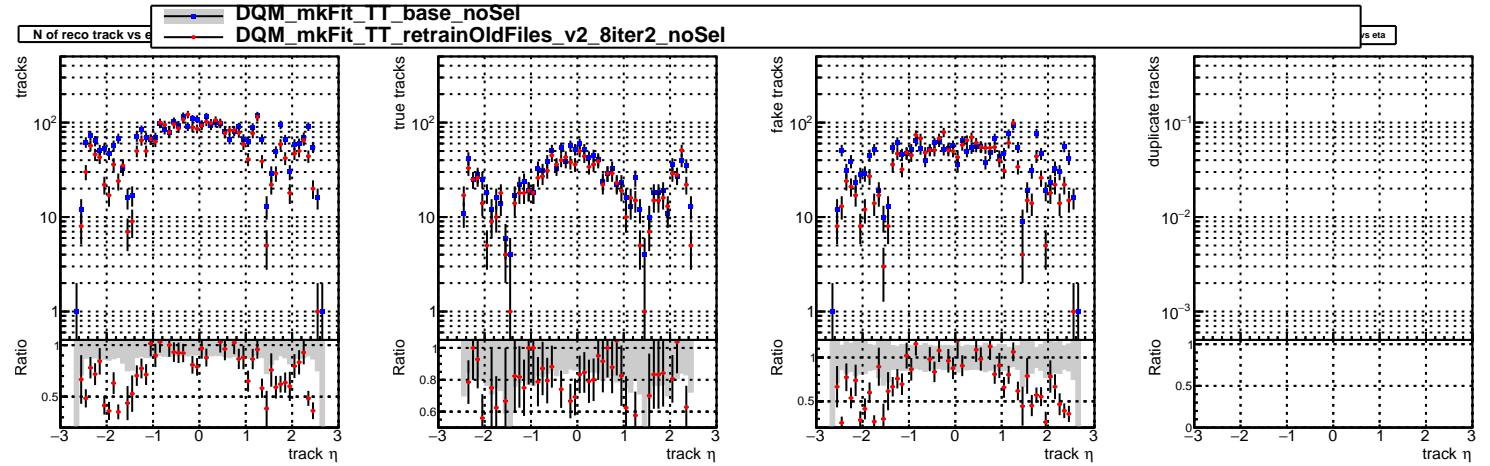 DQM_mkFit_TT_base_noSel
DQM_mkFit_TT_retrainOldFiles_v2_8iter2_noSel
N of reco track vs e
vs eta
tracks
10²
10
1
Ratio
1
0.5
−3 −2 −1 0 1 2 3
track η
true tracks
10²
10
1
Ratio
1
0.8
0.6
−3 −2 −1 0 1 2 3
track η
fake tracks
10²
10
1
Ratio
1
0.5
−3 −2 −1 0 1 2 3
track η
duplicate tracks
10⁻¹
10⁻²
10⁻³
Ratio
1
0.5
0
−3 −2 −1 0 1 2 3
track η